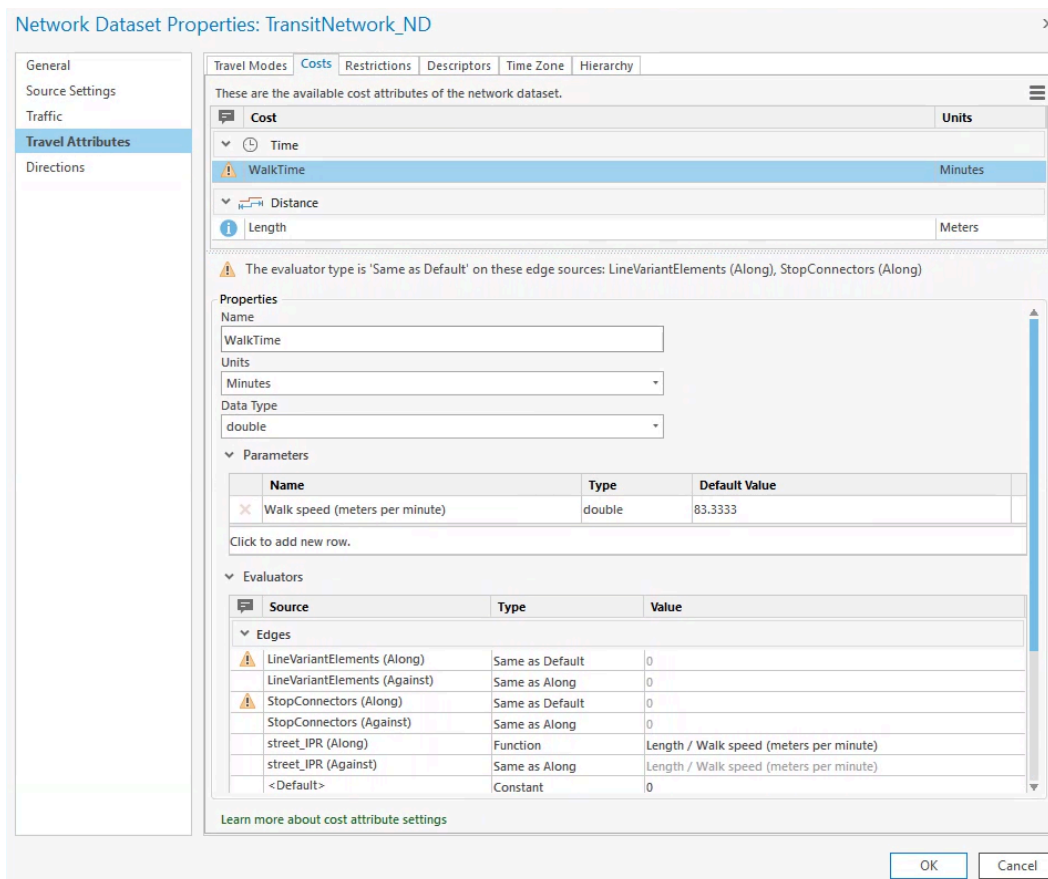 Network Dataset Properties: TransitNetwork_ND
General
Source Settings
Traffic
Travel Attributes
Directions
Travel Modes Costs Restrictions Descriptors Time Zone Hierarchy
These are the available cost attributes of the network dataset.
Cost Units
Time
WalkTime Minutes
Distance
Length Meters
The evaluator type is 'Same as Default' on these edge sources: LineVariantElements (Along), StopConnectors (Along)
Properties
Name
WalkTime
Units
Minutes
Data Type
double
Parameters
Name Type Default Value
Walk speed (meters per minute) double 83.3333
Click to add new row.
Evaluators
Source Type Value
Edges
LineVariantElements (Along) Same as Default 0
LineVariantElements (Against) Same as Along 0
StopConnectors (Along) Same as Default 0
StopConnectors (Against) Same as Along 0
street_IPR (Along) Function Length / Walk speed (meters per minute)
street_IPR (Against) Same as Along Length / Walk speed (meters per minute)
<Default> Constant 0
Learn more about cost attribute settings
OK Cancel